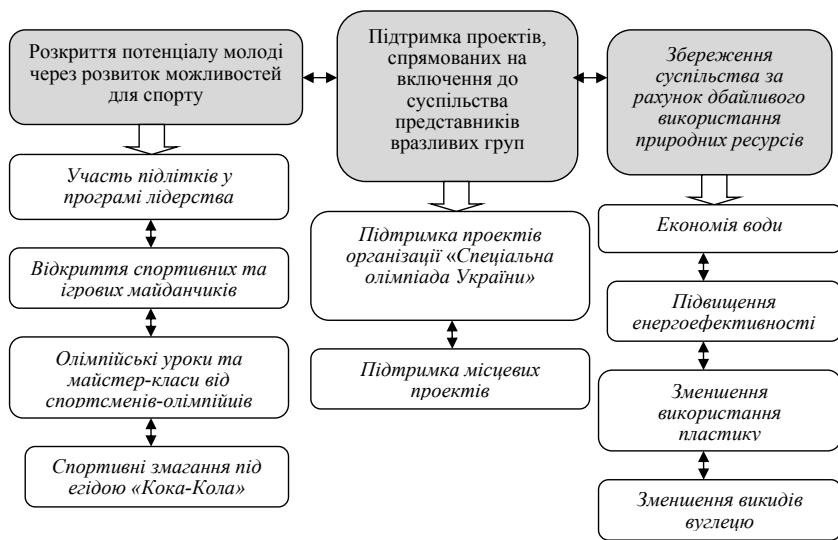 Розкриття потенціалу молоді
через розвиток можливостей
для спорту
Участь підлітків у
програмі лідерства
Відкриття спортивних та
ігрових майданчиків
Олімпійські уроки та
майстер-класи від
спортсменів-олімпійців
Спортивні змагання під
егідою «Кока-Кола»
Підтримка проектів,
спрямованих на
включення до
суспільства
представників
вразливих груп
Підтримка проектів
організації «Спеціальна
олімпіада України»
Підтримка місцевих
проектів
Збереження
суспільства за
рахунок дбайливого
використання
природних ресурсів
Економія води
Підвищення
енергоефективності
Зменшення
використання
пластику
Зменшення викидів
вуглецю